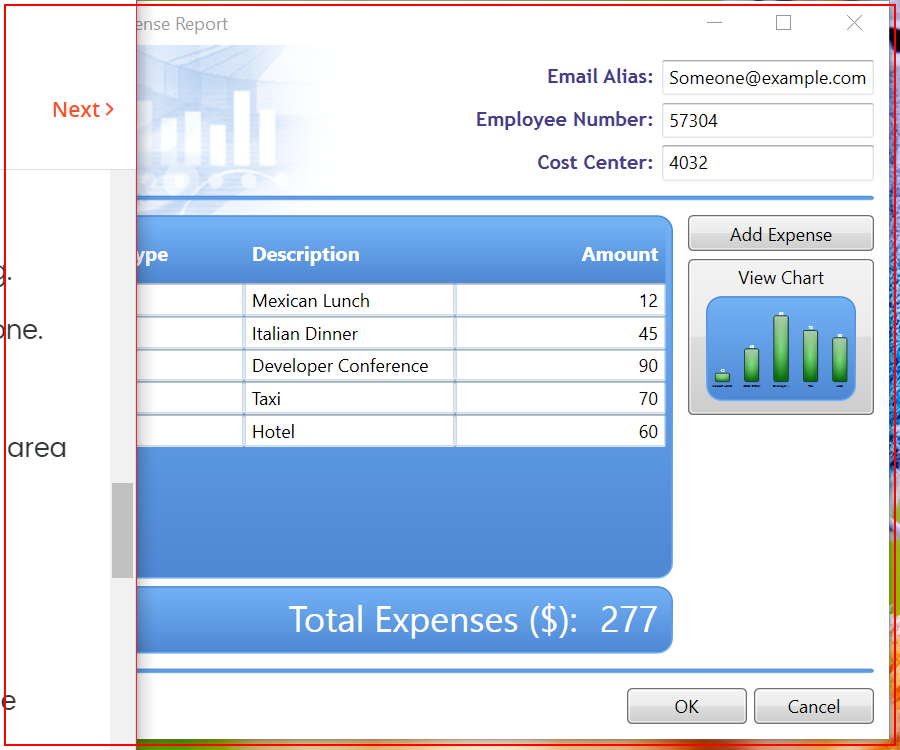 ense Report
Next
Email Alias: Someone@example.com
Employee Number: 57304
Cost Center: 4032
Add Expense
View Chart
ype Description Amount
Mexican Lunch 12
Italian Dinner 45
Developer Conference 90
Taxi 70
Hotel 60
g.
one.
area
Total Expenses ($): 277
e
OK Cancel